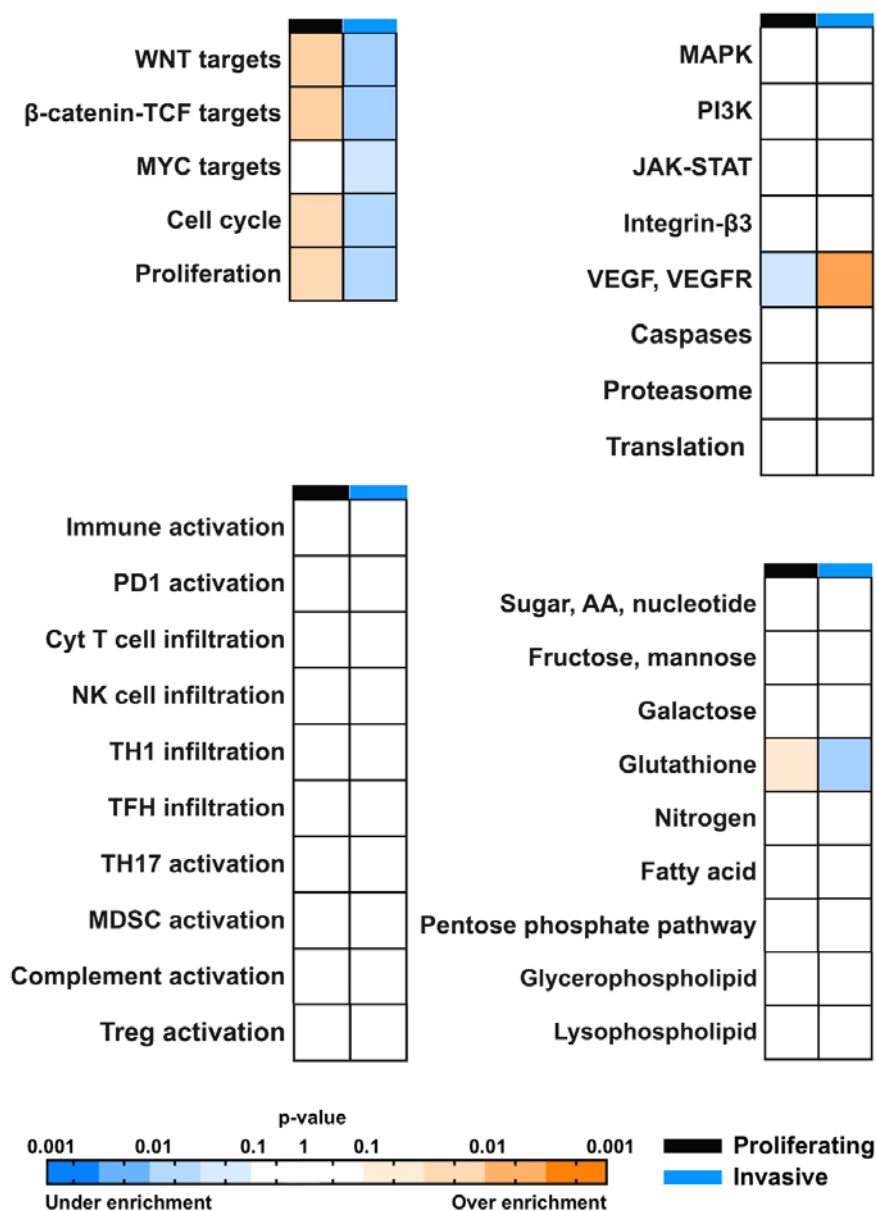 WNT targets
β-catenin-TCF targets
MYC targets
Cell cycle
Proliferation
MAPK
PI3K
JAK-STAT
Integrin-β3
VEGF, VEGFR
Caspases
Proteasome
Translation
Immune activation
PD1 activation
Cyt T cell infiltration
NK cell infiltration
TH1 infiltration
TFH infiltration
TH17 activation
MDSC activation
Complement activation
Treg activation
Sugar, AA, nucleotide
Fructose, mannose
Galactose
Glutathione
Nitrogen
Fatty acid
Pentose phosphate pathway
Glycerophospholipid
Lysophospholipid
p-value
0.001 0.01 0.1 1 0.1 0.01 0.001
Under enrichment Over enrichment
Proliferating
Invasive